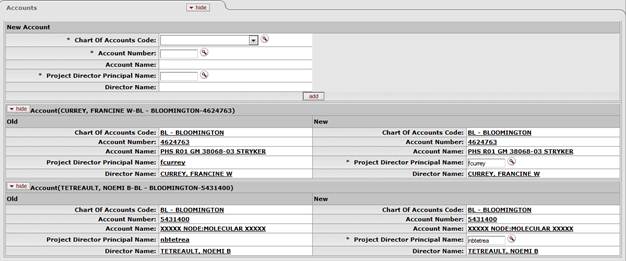 Accounts hide
New Account
* Chart Of Accounts Code:
* Account Number:
Account Name:
* Project Director Principal Name:
Director Name:
add
hide Account(CURREY, FRANCINE W-BL - BLOOMINGTON-4624763)
Old New
Chart Of Accounts Code: BL - BLOOMINGTON Chart Of Accounts Code: BL - BLOOMINGTON
Account Number: 4624763 Account Number: 4624763
Account Name: PHS R01 GM 38068-03 STRYKER Account Name: PHS R01 GM 38068-03 STRYKER
Project Director Principal Name: fcurrey * Project Director Principal Name: fcurrey
Director Name: CURREY, FRANCINE W Director Name: CURREY, FRANCINE W
hide Account(TETREAULT, NOEMI B-BL - BLOOMINGTON-5431400)
Old New
Chart Of Accounts Code: BL - BLOOMINGTON Chart Of Accounts Code: BL - BLOOMINGTON
Account Number: 5431400 Account Number: 5431400
Account Name: XXXXX NODE:MOLECULAR XXXXX Account Name: XXXXX NODE:MOLECULAR XXXXX
Project Director Principal Name: nbtetrea * Project Director Principal Name: nbtetrea
Director Name: TETREAULT, NOEMI B Director Name: TETREAULT, NOEMI B